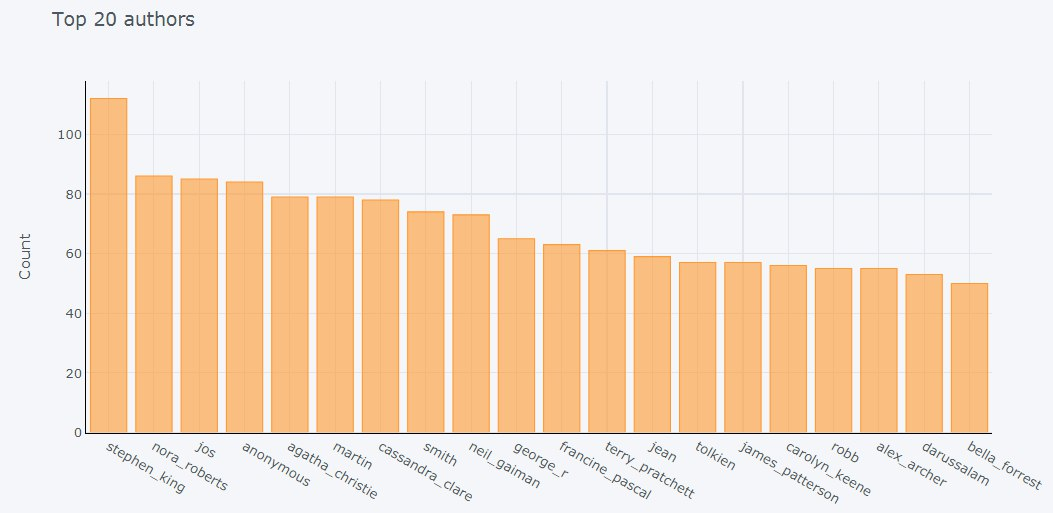 Top 20 authors
Count
100
80
60
40
20
0
stephen_king
nora_roberts
jos
anonymous
agatha_christie
martin
cassandra_clare
smith
neil_gaiman
george_r
francine_pascal
terry_pratchett
jean
tolkien
james_patterson
carolyn_keene
robb
alex_archer
darussalam
bella_forrest